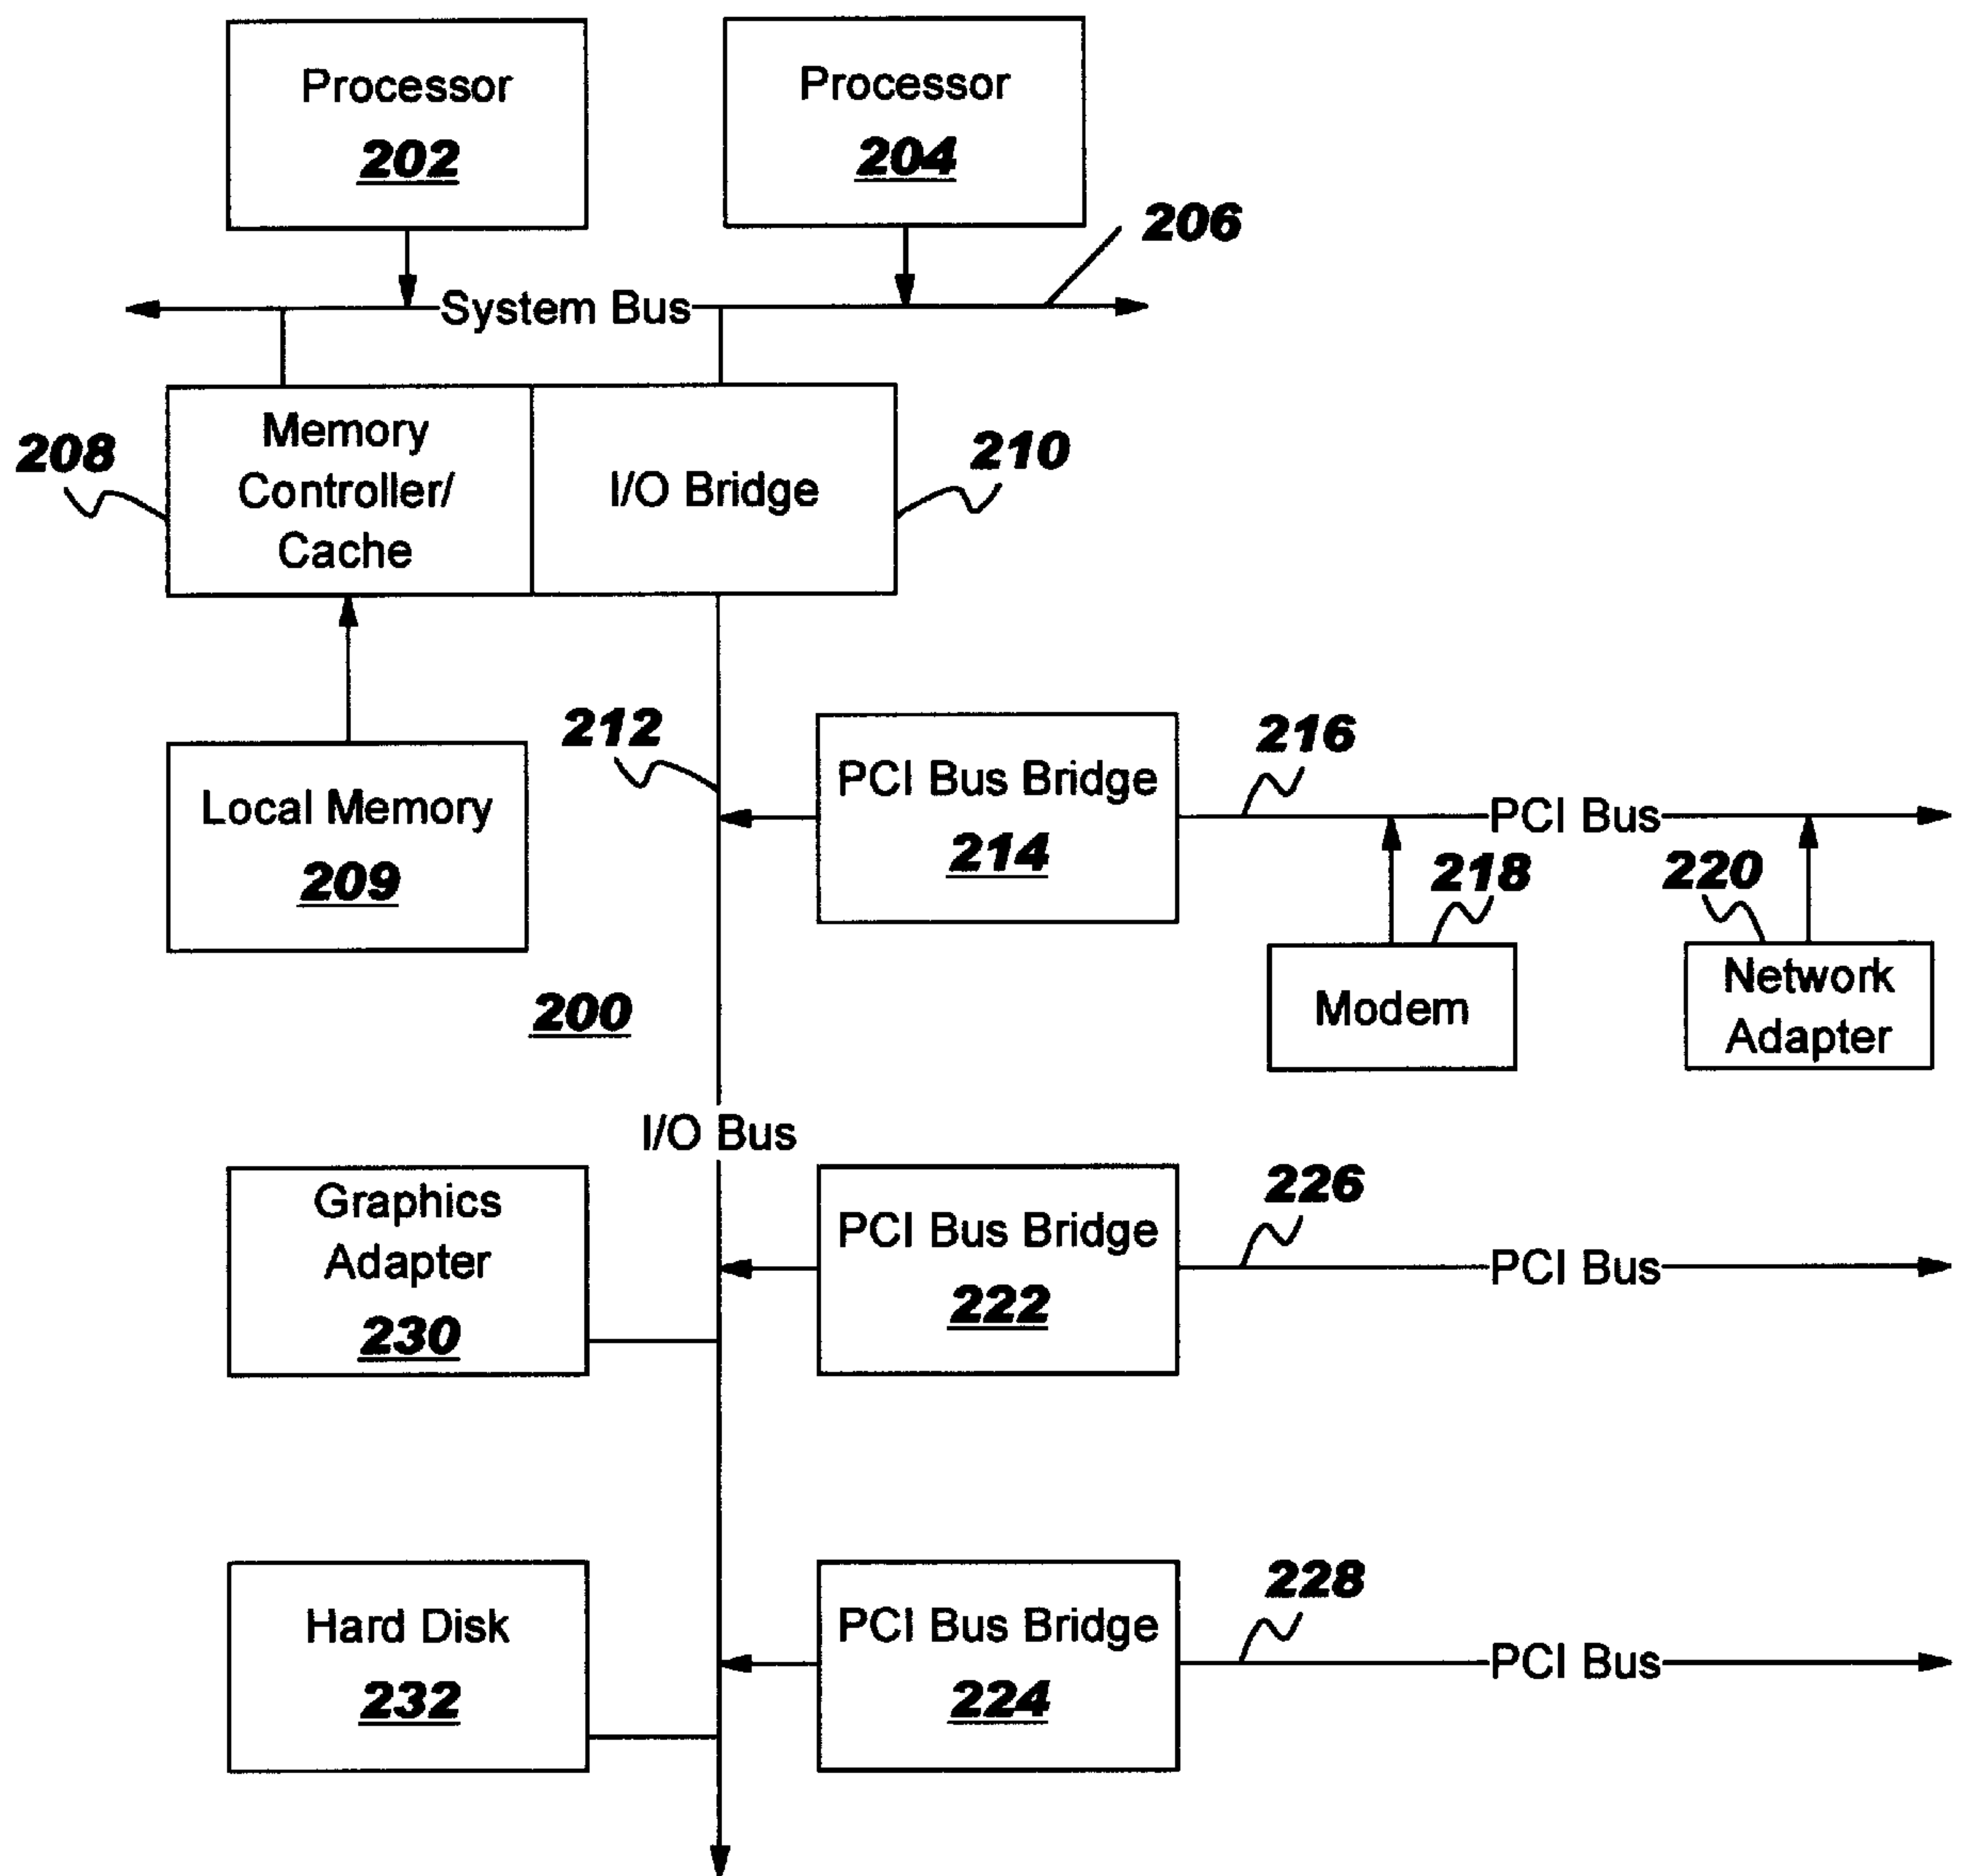 Processor
202
Processor
204
206
System Bus
208
Memory
Controller/
Cache
I/O Bridge
210
Local Memory
209
212
PCI Bus Bridge
214
216
PCI Bus
218
Modem
220
Network
Adapter
200
I/O Bus
Graphics
Adapter
230
PCI Bus Bridge
222
226
PCI Bus
Hard Disk
232
PCI Bus Bridge
224
228
PCI Bus